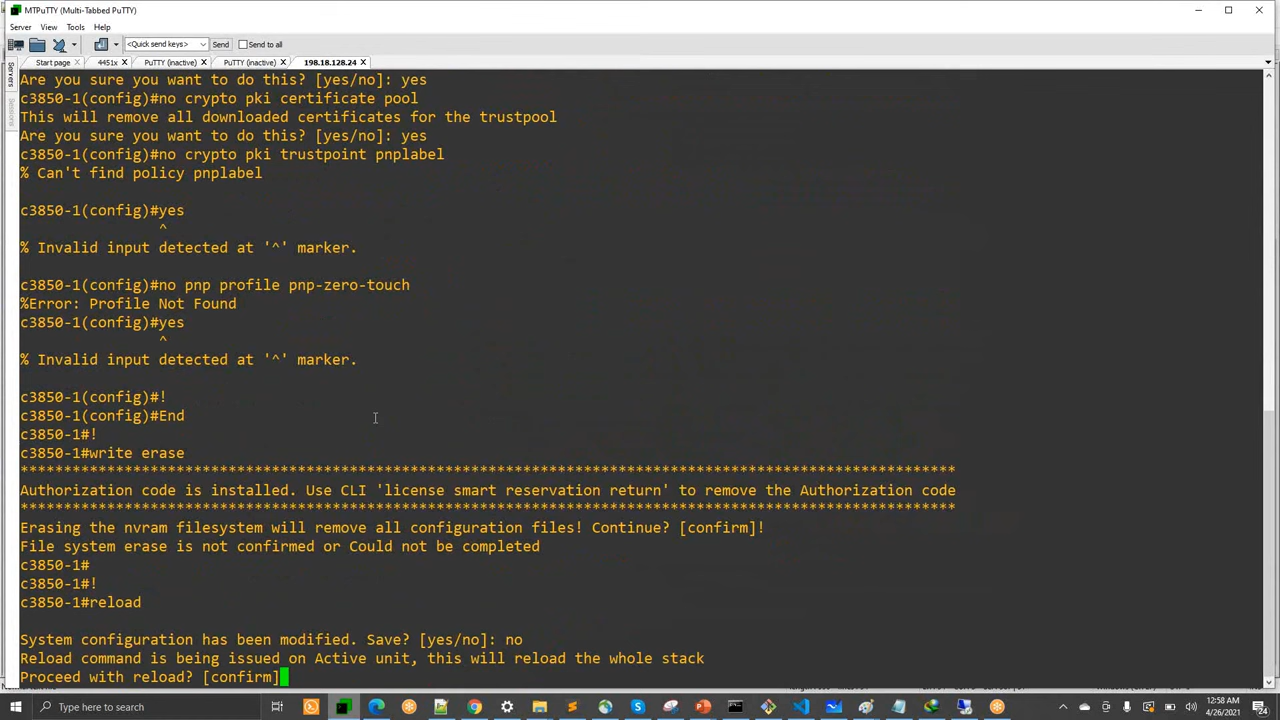 MTPuTTY (Multi-Tabbed PuTTY)
Server View Tools Help
<Quick send keys> Send Send to all
Servers
Sessions
Start page 4451x PuTTY (inactive) PuTTY (inactive) 198.18.128.24
Are you sure you want to do this? [yes/no]: yes
c3850-1(config)#no crypto pki certificate pool
This will remove all downloaded certificates for the trustpool
Are you sure you want to do this? [yes/no]: yes
c3850-1(config)#no crypto pki trustpoint pnplabel
% Can't find policy pnplabel
c3850-1(config)#yes
^
% Invalid input detected at '^' marker.
c3850-1(config)#no pnp profile pnp-zero-touch
%Error: Profile Not Found
c3850-1(config)#yes
^
% Invalid input detected at '^' marker.
c3850-1(config)#!
c3850-1(config)#End
c3850-1#!
c3850-1#write erase
************************************************************************************************************
Authorization code is installed. Use CLI 'license smart reservation return' to remove the Authorization code
************************************************************************************************************
Erasing the nvram filesystem will remove all configuration files! Continue? [confirm]!
File system erase is not confirmed or Could not be completed
c3850-1#
c3850-1#!
c3850-1#reload
System configuration has been modified. Save? [yes/no]: no
Reload command is being issued on Active unit, this will reload the whole stack
Proceed with reload? [confirm]
Type here to search
12:58 AM
4/26/2021
24